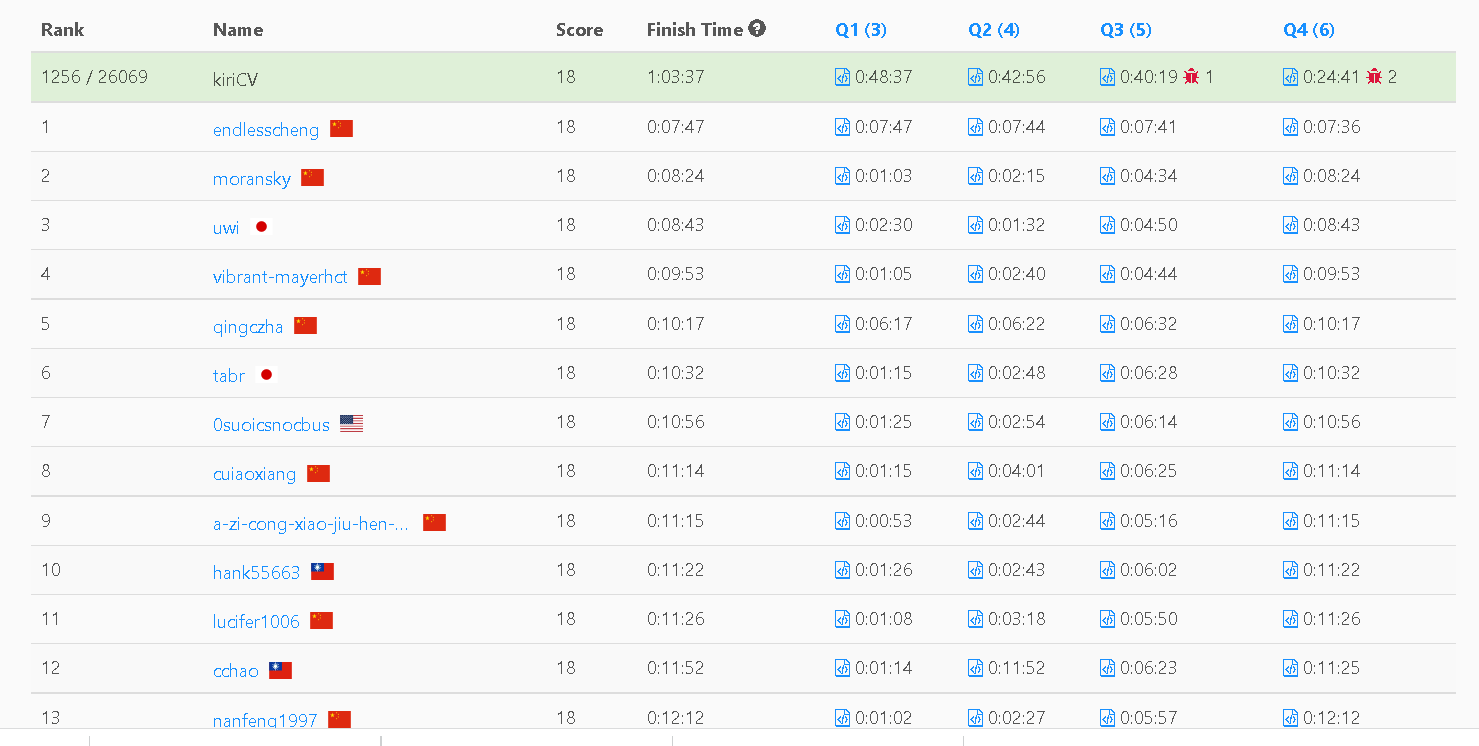 Rank Name Score Finish Time ? Q1 (3) Q2 (4) Q3 (5) Q4 (6)
1256 / 26069 kiriCV 18 1:03:37 0:48:37 0:42:56 0:40:19 1 0:24:41 2
1 endlesscheng 18 0:07:47 0:07:47 0:07:44 0:07:41 0:07:36
2 moransky 18 0:08:24 0:01:03 0:02:15 0:04:34 0:08:24
3 uwi 18 0:08:43 0:02:30 0:01:32 0:04:50 0:08:43
4 vibrant-mayerhct 18 0:09:53 0:01:05 0:02:40 0:04:44 0:09:53
5 qingczha 18 0:10:17 0:06:17 0:06:22 0:06:32 0:10:17
6 tabr 18 0:10:32 0:01:15 0:02:48 0:06:28 0:10:32
7 0suoicsnocbus 18 0:10:56 0:01:25 0:02:54 0:06:14 0:10:56
8 cuiaoxiang 18 0:11:14 0:01:15 0:04:01 0:06:25 0:11:14
9 a-zi-cong-xiao-jiu-hen-... 18 0:11:15 0:00:53 0:02:44 0:05:16 0:11:15
10 hank55663 18 0:11:22 0:01:26 0:02:43 0:06:02 0:11:22
11 lucifer1006 18 0:11:26 0:01:08 0:03:18 0:05:50 0:11:26
12 cchao 18 0:11:52 0:01:14 0:11:52 0:06:23 0:11:25
13 nanfeng1997 18 0:12:12 0:01:02 0:02:27 0:05:57 0:12:12